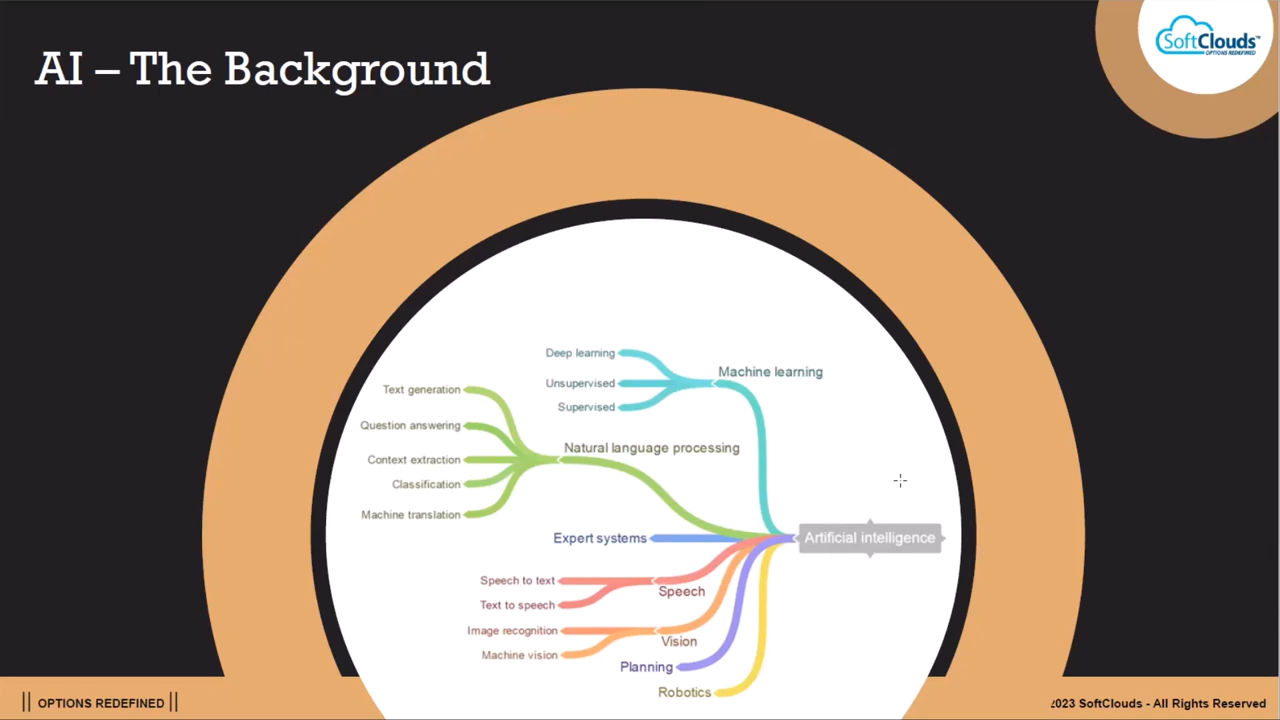 AI – The Background
SoftClouds™
OPTIONS REDEFINED
Deep learning
Unsupervised
Supervised
Machine learning
Text generation
Question answering
Context extraction
Classification
Machine translation
Natural language processing
Expert systems
Artificial intelligence
Speech to text
Text to speech
Speech
Image recognition
Machine vision
Vision
Planning
Robotics
|| OPTIONS REDEFINED ||
2023 SoftClouds - All Rights Reserved